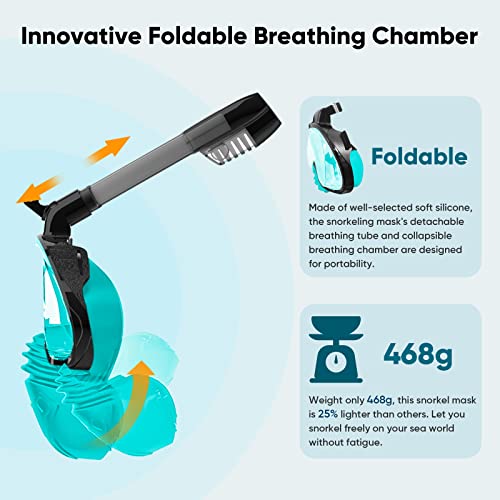 Innovative Foldable Breathing Chamber
Foldable
Made of well-selected soft silicone,
the snorkeling mask's detachable
breathing tube and collapsible
breathing chamber are designed
for portability.
468g
Weight only 468g, this snorkel mask
is 25% lighter than others. Let you
snorkel freely on your sea world
without fatigue.